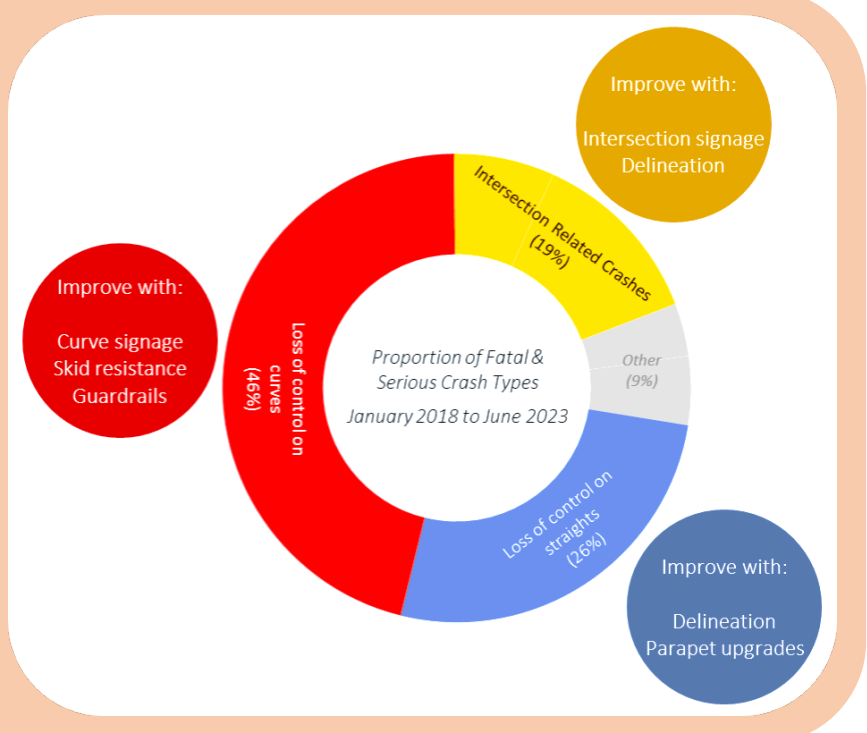 Improve with:
Intersection signage
Delineation
Intersection Related Crashes
(19%)
Improve with:
Curve signage
Skid resistance
Guardrails
Loss of control on
curves
(46%)
Proportion of Fatal &
Serious Crash Types
January 2018 to June 2023
Other
(9%)
Loss of control on
straights
(26%)
Improve with:
Delineation
Parapet upgrades